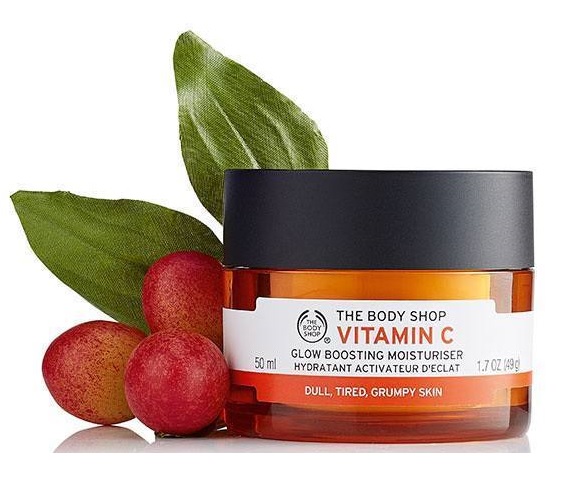 THE
BODY
SHOP
®
THE BODY SHOP
VITAMIN C
GLOW BOOSTING MOISTURISER
HYDRATANT ACTIVATEUR D'ECLAT
50 ml
1.7 OZ (49g)
DULL, TIRED, GRUMPY SKIN